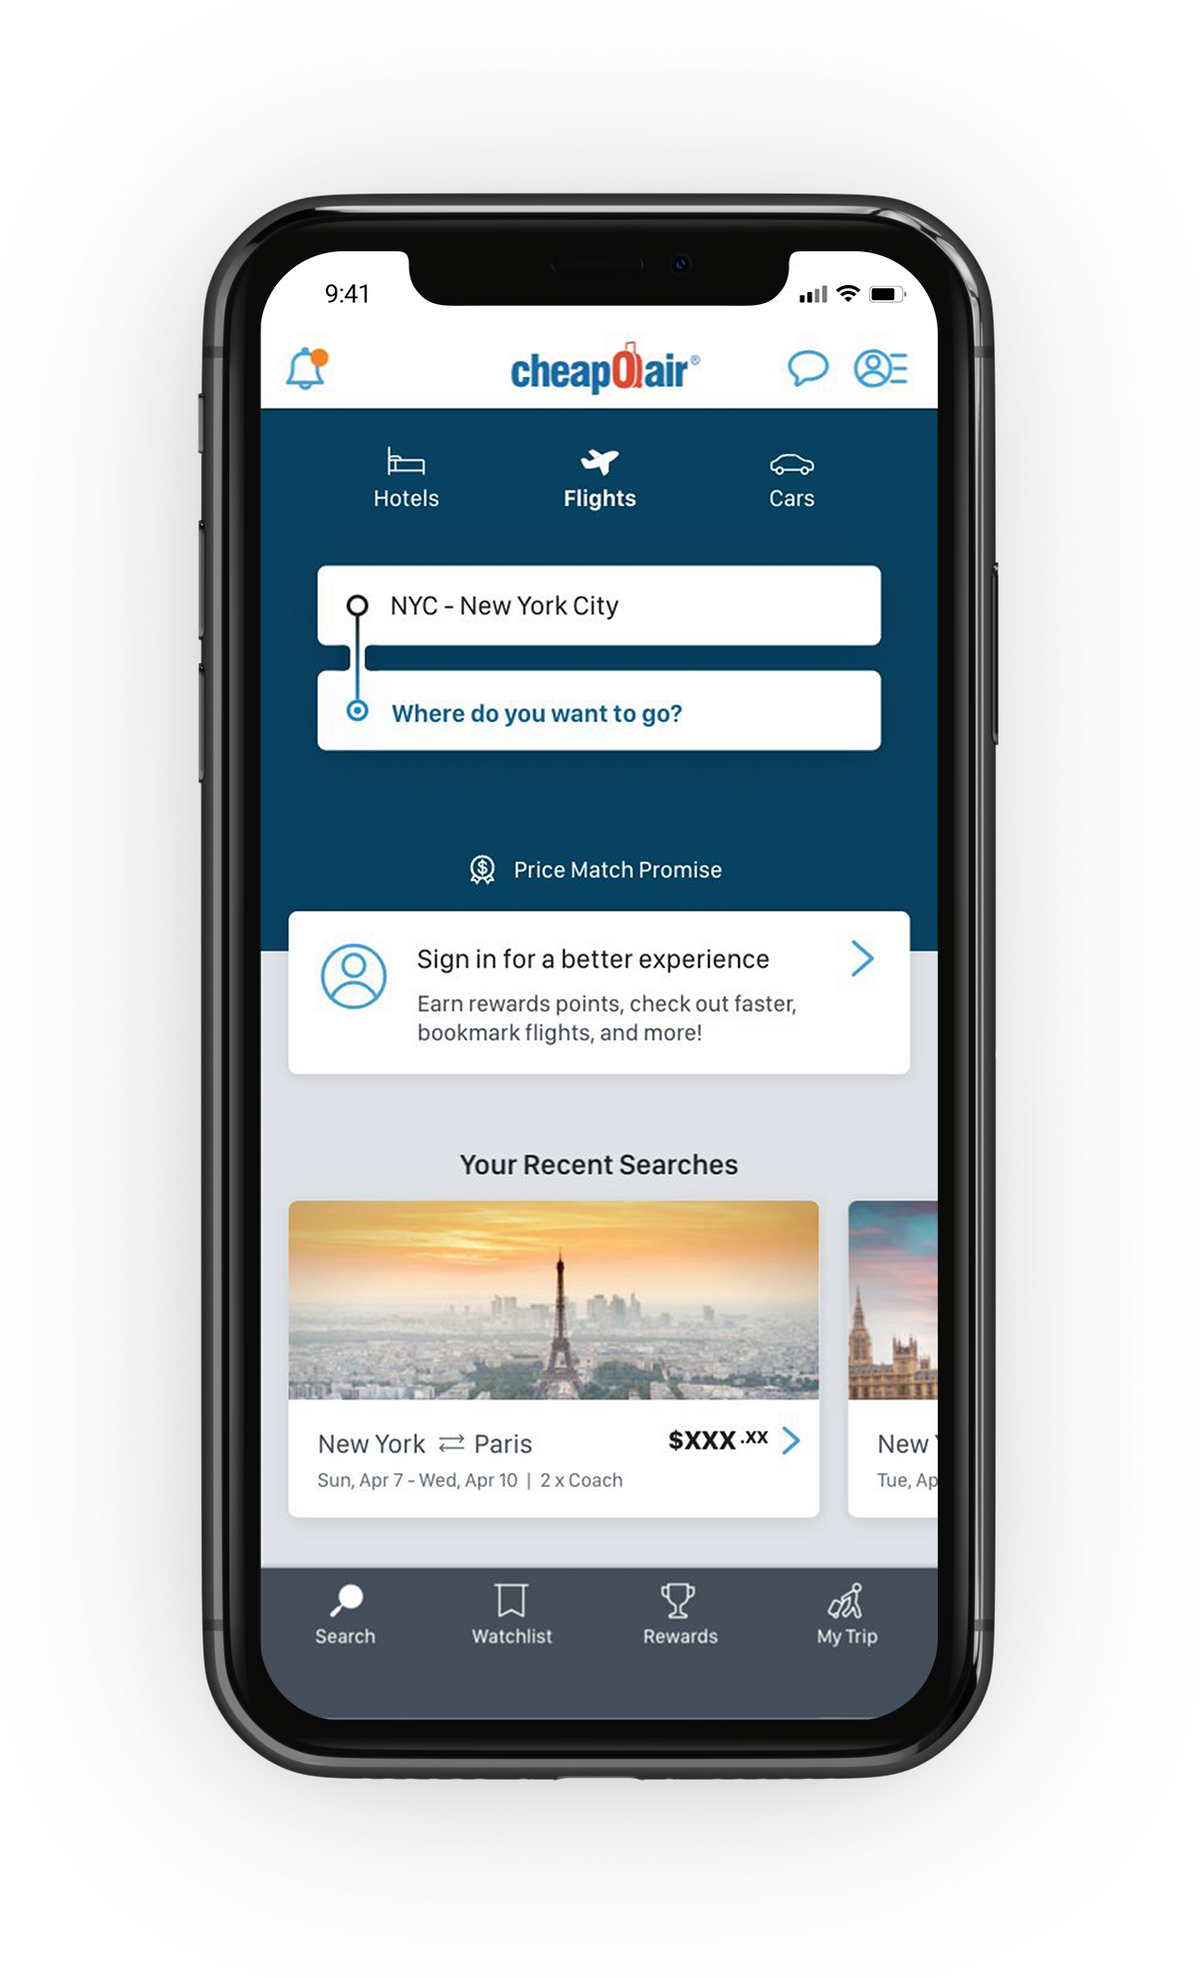 9:41
cheapOair®
Hotels
Flights
Cars
NYC - New York City
Where do you want to go?
Price Match Promise
Sign in for a better experience
Earn rewards points, check out faster,
bookmark flights, and more!
Your Recent Searches
New York ⇄ Paris
$XXX.XX
Sun, Apr 7 - Wed, Apr 10 | 2 x Coach
New Y
Tue, Ap
Search
Watchlist
Rewards
My Trip